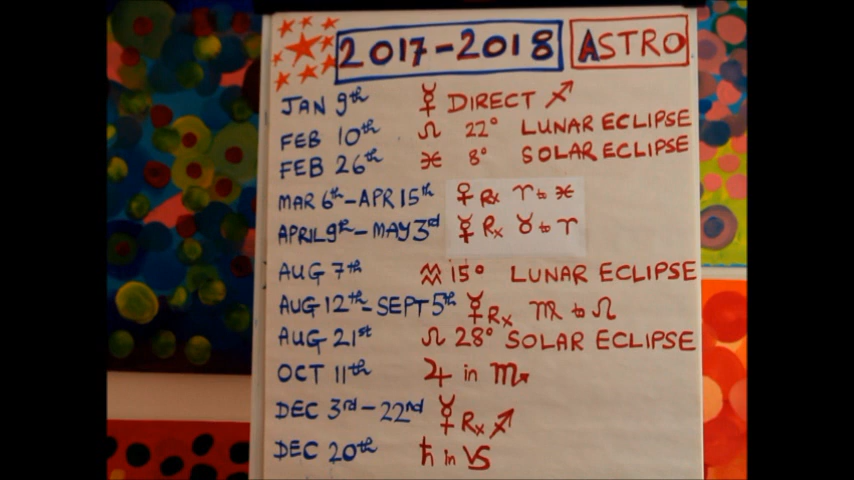 2017-2018 ASTRO
JAN 9th ☿ DIRECT ♐
FEB 10th ♌ 22° LUNAR ECLIPSE
FEB 26th ♓ 8° SOLAR ECLIPSE
MAR 6th-APR 15th ♀ Rx ♈ to ♓
APRIL 9th-MAY 3rd ☿ Rx ♉ to ♈
AUG 7th ♒ 15° LUNAR ECLIPSE
AUG 12th-SEPT 5th ☿ Rx ♍ to ♌
AUG 21st ♌ 28° SOLAR ECLIPSE
OCT 11th ♃ in ♏
DEC 3rd-22nd ☿ Rx ♐
DEC 20th ♄ in ♑